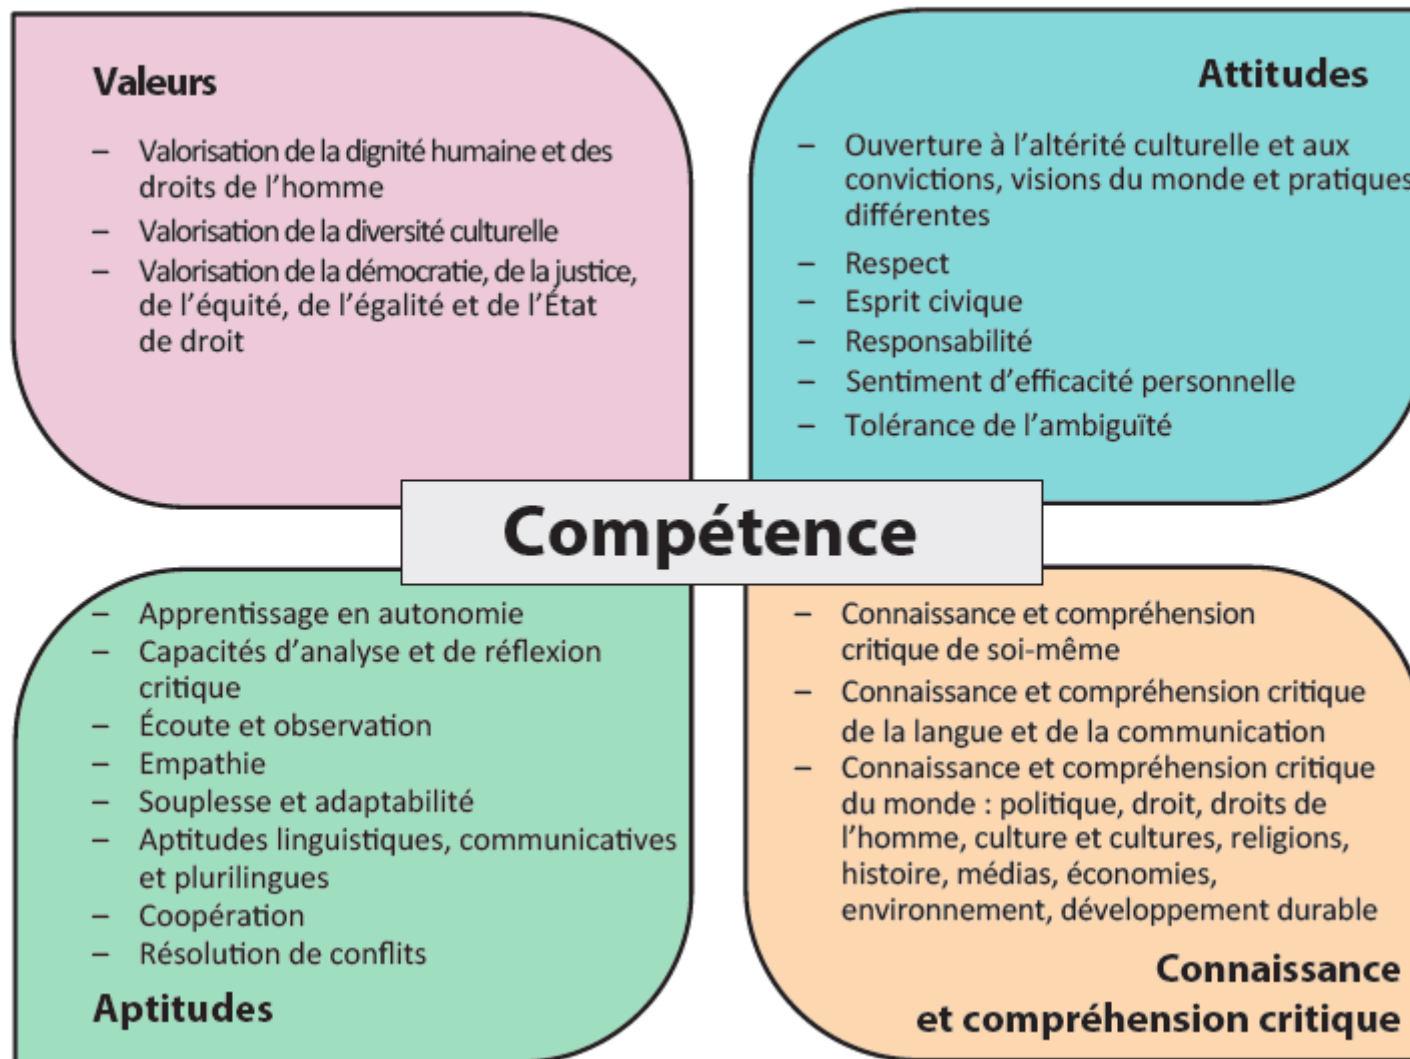 Valeurs
– Valorisation de la dignité humaine et des
droits de l’homme
– Valorisation de la diversité culturelle
– Valorisation de la démocratie, de la justice,
de l’équité, de l’égalité et de l’État
de droit
Attitudes
– Ouverture à l’altérité culturelle et aux
convictions, visions du monde et pratiques
différentes
– Respect
– Esprit civique
– Responsabilité
– Sentiment d’efficacité personnelle
– Tolérance de l’ambiguïté
Compétence
– Apprentissage en autonomie
– Capacités d’analyse et de réflexion
critique
– Écoute et observation
– Empathie
– Souplesse et adaptabilité
– Aptitudes linguistiques, communicatives
et plurilingues
– Coopération
– Résolution de conflits
Aptitudes
– Connaissance et compréhension
critique de soi-même
– Connaissance et compréhension critique
de la langue et de la communication
– Connaissance et compréhension critique
du monde : politique, droit, droits de
l’homme, culture et cultures, religions,
histoire, médias, économies,
environnement, développement durable
Connaissance
et compréhension critique